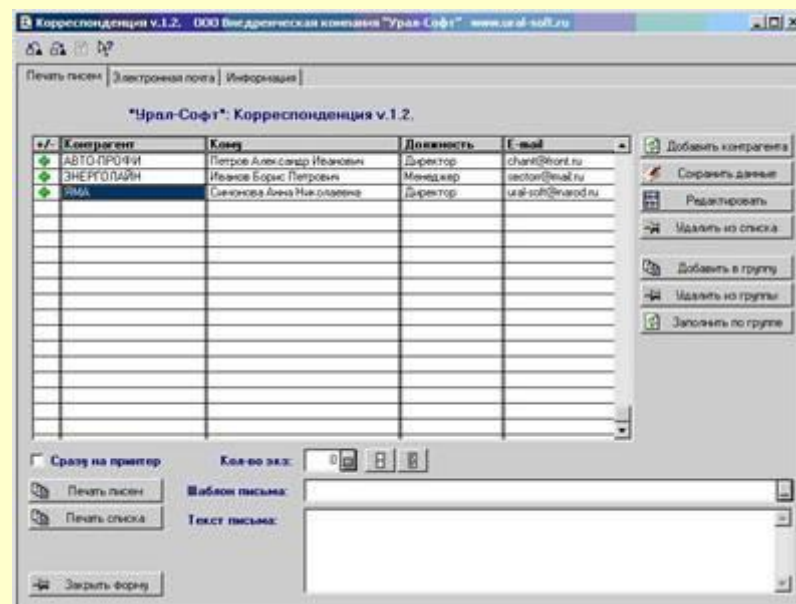 Корреспонденция v.1.2. ООО Внедренческая компания "Урал-Софт" www.ural-soft.ru
Печать писем Электронная почта Информация
"Урал-Софт": Корреспонденция v.1.2.
+/- Контрагент Кому Должность E-mail
АВТО-ПРОФИ Петров Александр Иванович Директор chant@front.ru
ЭНЕРГОЛАЙН Иванов Борис Петрович Менеджер sector@mail.ru
ЯМА Симонова Анна Николаевна Директор ural-soft@narod.ru
Добавить контрагента
Сохранить данные
Редактировать
Удалить из списка
Добавить в группу
Удалить из группы
Заполнить по группе
Сразу на принтер Кол-во экз: 0
Печать писем Шаблон письма: ...
Печать списка Текст письма:
Закрыть форму